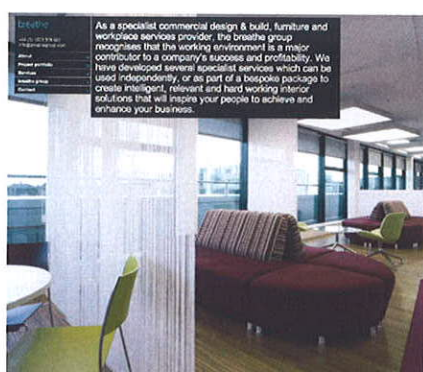 breathe
About
Project portfolio
Services
breathe group
Contact
As a specialist commercial design & build, furniture and
workplace services provider, the breathe group
recognises that the working environment is a major
contributor to a company's success and profitability. We
have developed several specialist services which can be
used independently, or as part of a bespoke package to
create intelligent, relevant and hard working interior
solutions that will inspire your people to achieve and
enhance your business.